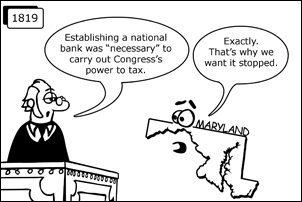 1819
Establishing a national
bank was “necessary” to
carry out Congress’s
power to tax.
Exactly.
That’s why we
want it stopped.
MARYLAND